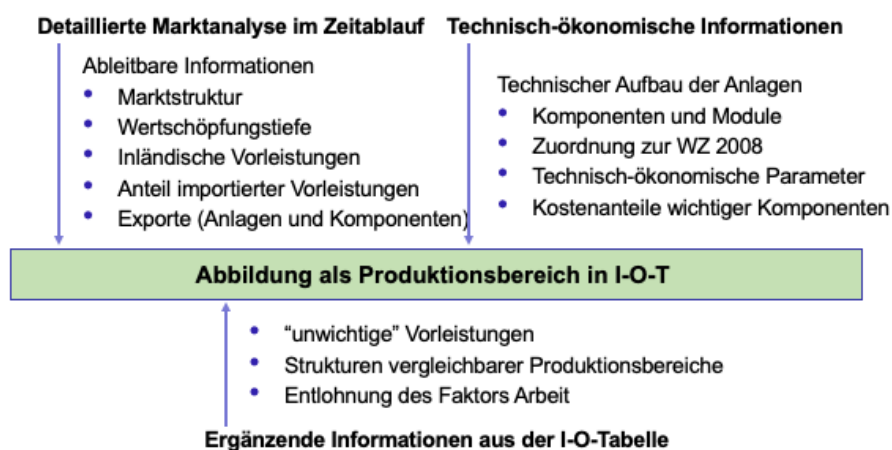 Detaillierte Marktanalyse im Zeitablauf
Ableitbare Informationen
• Marktstruktur
• Wertschöpfungstiefe
• Inländische Vorleistungen
• Anteil importierter Vorleistungen
• Exporte (Anlagen und Komponenten)
Technisch-ökonomische Informationen
Technischer Aufbau der Anlagen
• Komponenten und Module
• Zuordnung zur WZ 2008
• Technisch-ökonomische Parameter
• Kostenanteile wichtiger Komponenten
Abbildung als Produktionsbereich in I-O-T
• “unwichtige” Vorleistungen
• Strukturen vergleichbarer Produktionsbereiche
• Entlohnung des Faktors Arbeit
Ergänzende Informationen aus der I-O-Tabelle